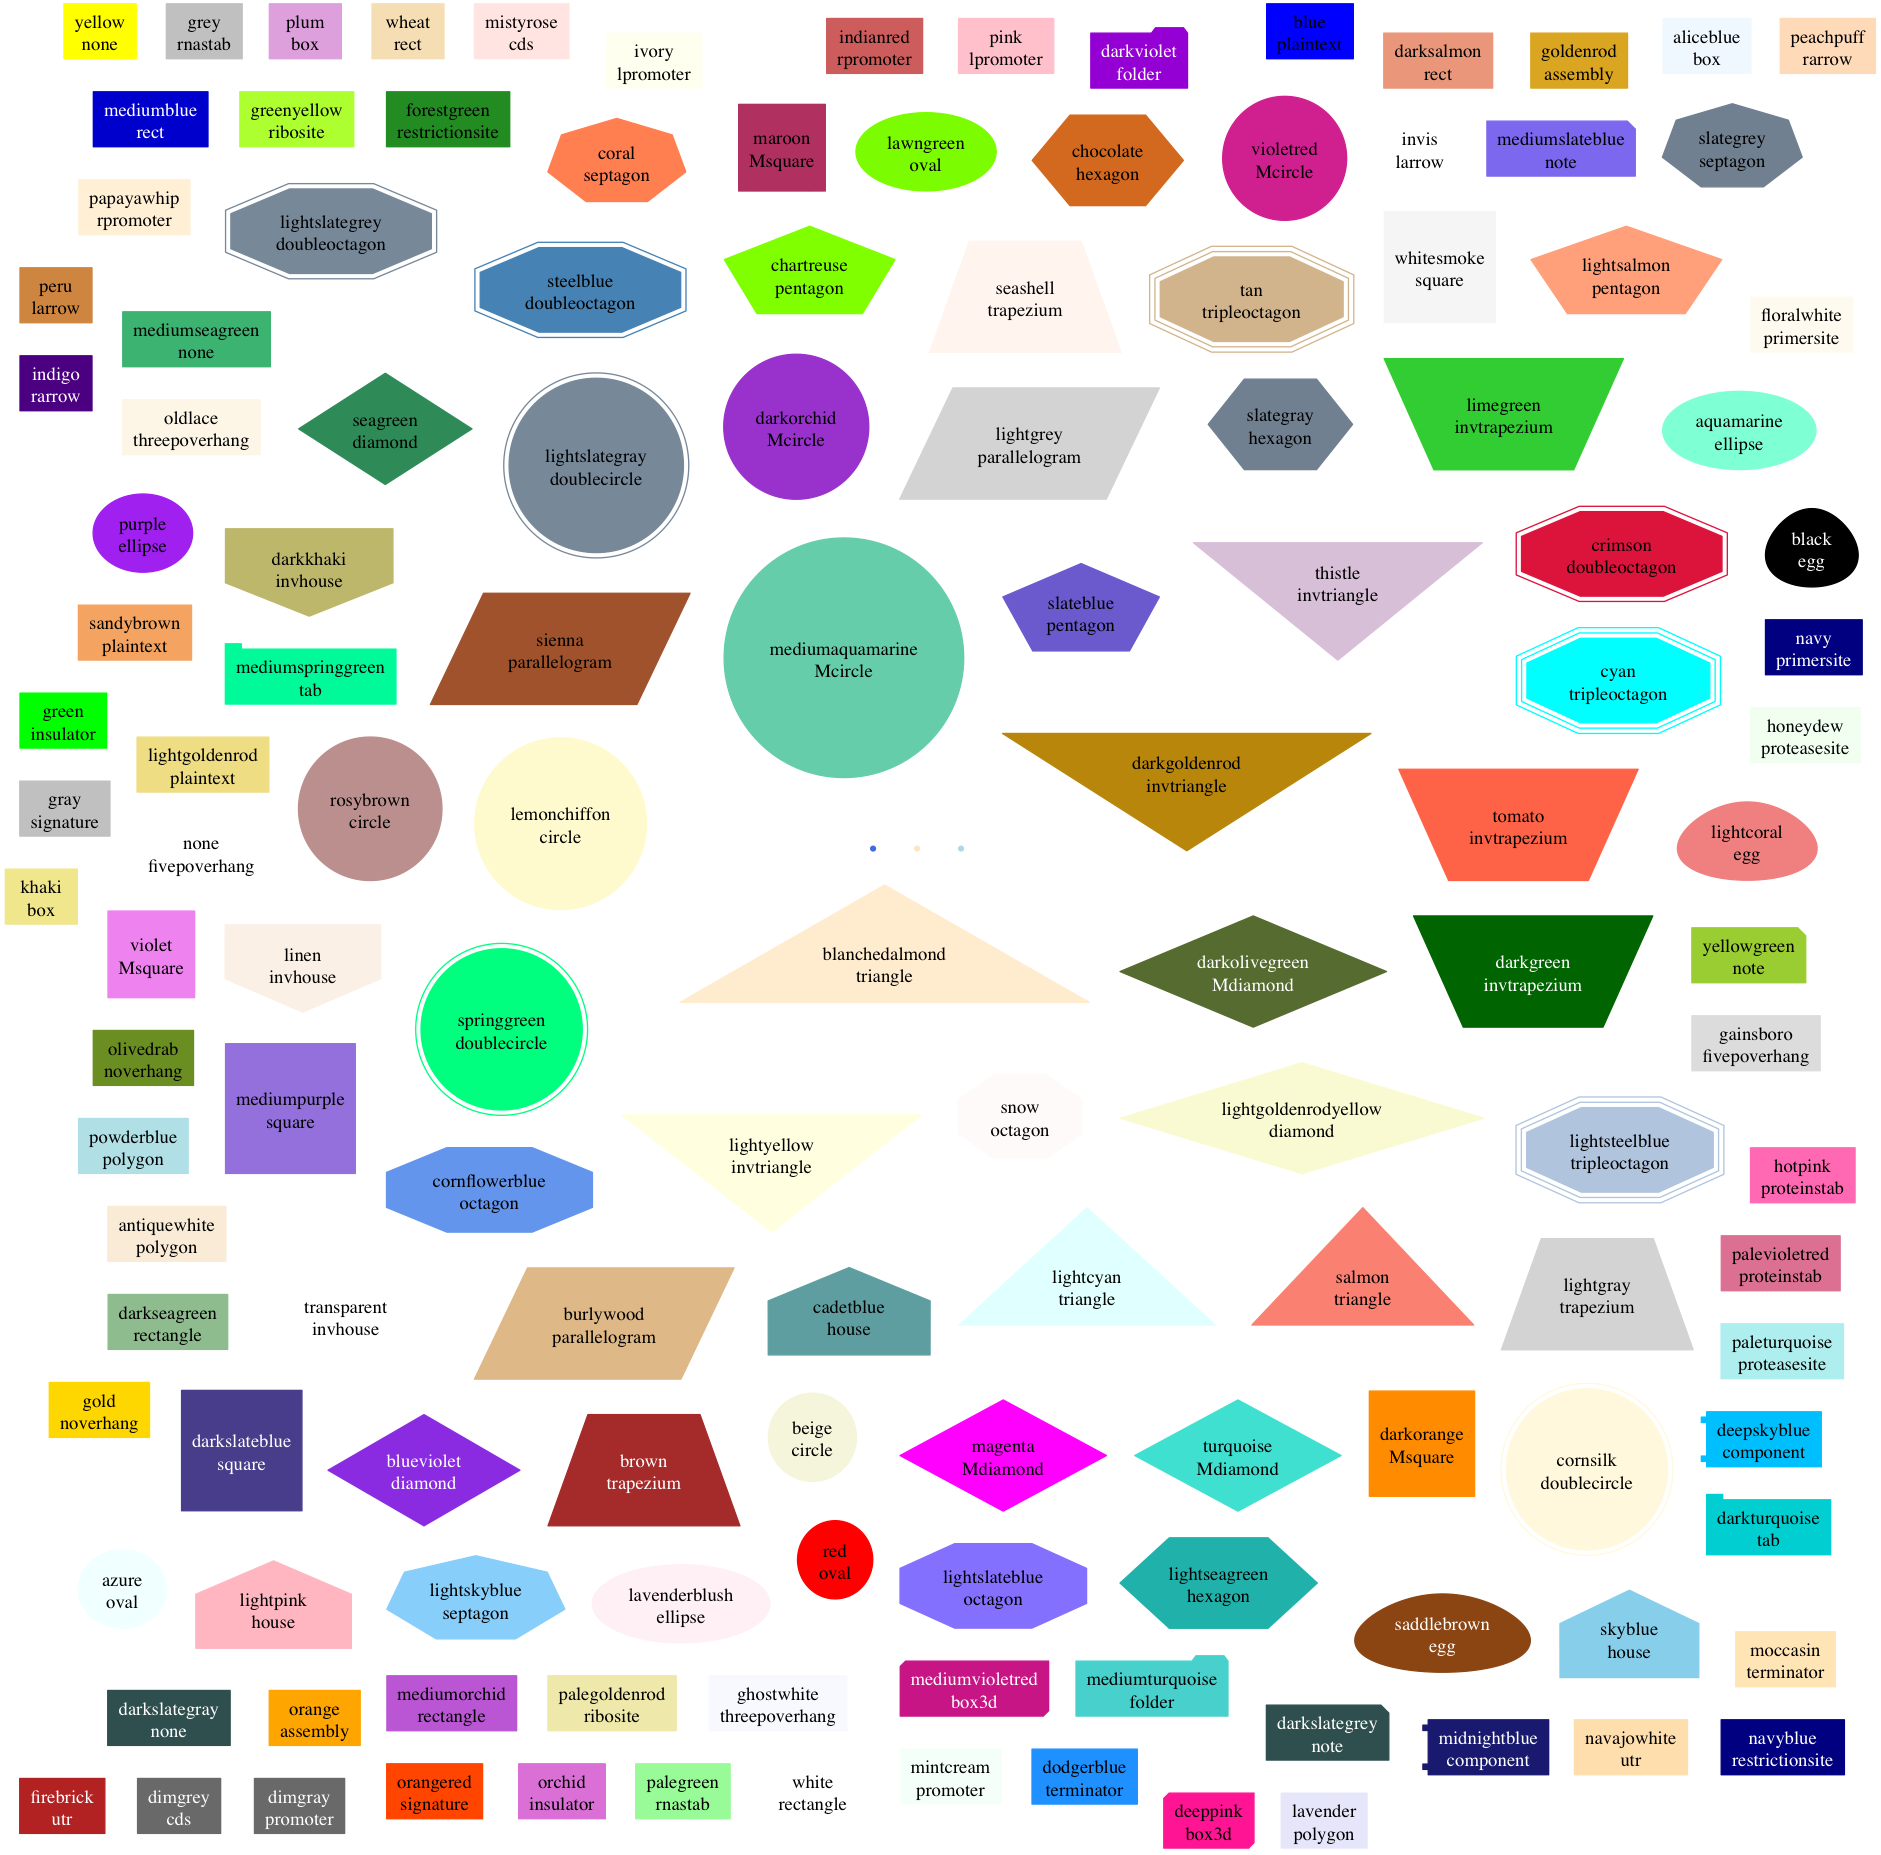 yellow
none
grey
rnastab
plum
box
wheat
rect
mistyrose
cds
ivory
lpromoter
indianred
rpromoter
pink
lpromoter
darkviolet
folder
blue
plaintext
darksalmon
rect
goldenrod
assembly
aliceblue
box
peachpuff
rarrow
mediumblue
rect
greenyellow
ribosite
forestgreen
restrictionsite
coral
septagon
maroon
Msquare
lawngreen
oval
chocolate
hexagon
violetred
Mcircle
invis
larrow
mediumslateblue
note
slategrey
septagon
papayawhip
rpromoter
lightslategrey
doubleoctagon
steelblue
doubleoctagon
chartreuse
pentagon
seashell
trapezium
tan
tripleoctagon
whitesmoke
square
lightsalmon
pentagon
floralwhite
primersite
peru
larrow
mediumseagreen
none
indigo
rarrow
oldlace
threepoverhang
seagreen
diamond
lightslategray
doublecircle
darkorchid
Mcircle
lightgrey
parallelogram
slategray
hexagon
limegreen
invtrapezium
aquamarine
ellipse
purple
ellipse
darkkhaki
invhouse
crimson
doubleoctagon
black
egg
thistle
invtriangle
slateblue
pentagon
sandybrown
plaintext
mediumspringgreen
tab
sienna
parallelogram
mediumaquamarine
Mcircle
cyan
tripleoctagon
navy
primersite
green
insulator
lightgoldenrod
plaintext
honeydew
proteasesite
gray
signature
none
fivepoverhang
rosybrown
circle
lemonchiffon
circle
darkgoldenrod
invtriangle
tomato
invtrapezium
lightcoral
egg
khaki
box
violet
Msquare
linen
invhouse
springgreen
doublecircle
blanchedalmond
triangle
darkolivegreen
Mdiamond
darkgreen
invtrapezium
yellowgreen
note
gainsboro
fivepoverhang
olivedrab
noverhang
mediumpurple
square
powderblue
polygon
cornflowerblue
octagon
lightyellow
invtriangle
snow
octagon
lightgoldenrodyellow
diamond
lightsteelblue
tripleoctagon
hotpink
proteinstab
antiquewhite
polygon
palevioletred
proteinstab
darkseagreen
rectangle
transparent
invhouse
burlywood
parallelogram
cadetblue
house
lightcyan
triangle
salmon
triangle
lightgray
trapezium
paleturquoise
proteasesite
gold
noverhang
darkslateblue
square
blueviolet
diamond
brown
trapezium
beige
circle
magenta
Mdiamond
turquoise
Mdiamond
darkorange
Msquare
cornsilk
doublecircle
deepskyblue
component
darkturquoise
tab
azure
oval
lightpink
house
lightskyblue
septagon
lavenderblush
ellipse
red
oval
lightslateblue
octagon
lightseagreen
hexagon
saddlebrown
egg
skyblue
house
moccasin
terminator
darkslategray
none
orange
assembly
mediumorchid
rectangle
palegoldenrod
ribosite
ghostwhite
threepoverhang
mediumvioletred
box3d
mediumturquoise
folder
darkslategrey
note
midnightblue
component
navajowhite
utr
navyblue
restrictionsite
firebrick
utr
dimgrey
cds
dimgray
promoter
orangered
signature
orchid
insulator
palegreen
rnastab
white
rectangle
mintcream
promoter
dodgerblue
terminator
deeppink
box3d
lavender
polygon